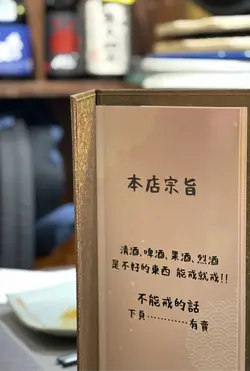 本店宗旨
清酒、啤酒、果酒、烈酒
是不好的東西 能戒就戒!!
不能戒的話
下頁…………有賣